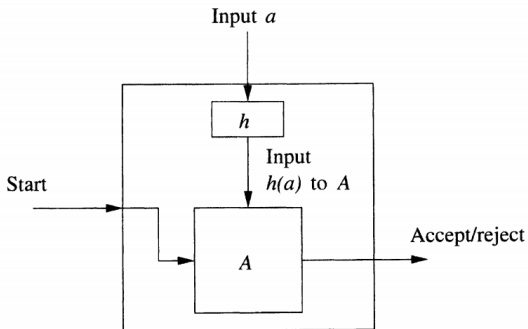 Input a
h
Input
h(a) to A
Start
A
Accept/reject